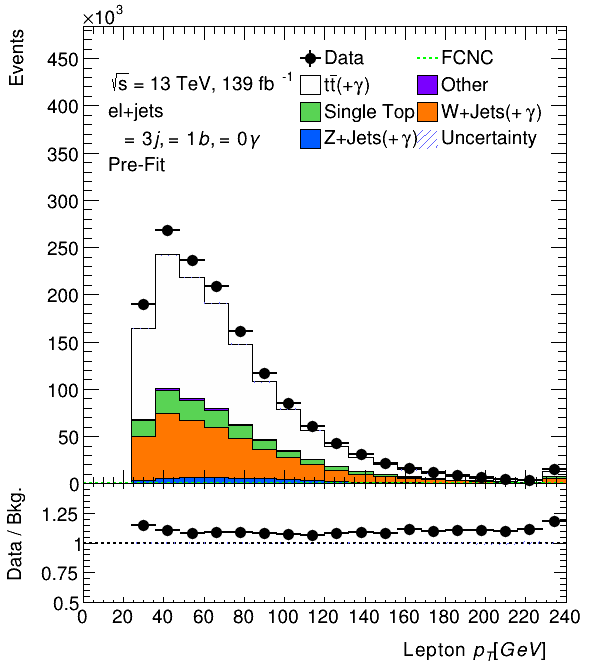 ×10³
Events
450
400
350
300
250
200
150
100
50
0
√s = 13 TeV, 139 fb⁻¹
el+jets
= 3j, = 1b, = 0γ
Pre-Fit
Data
FCNC
tt̄(+γ)
Other
Single Top
W+Jets(+γ)
Z+Jets(+γ)
Uncertainty
Data / Bkg.
1.25
1
0.75
0.5
0 20 40 60 80 100 120 140 160 180 200 220 240
Lepton p_T[GeV]